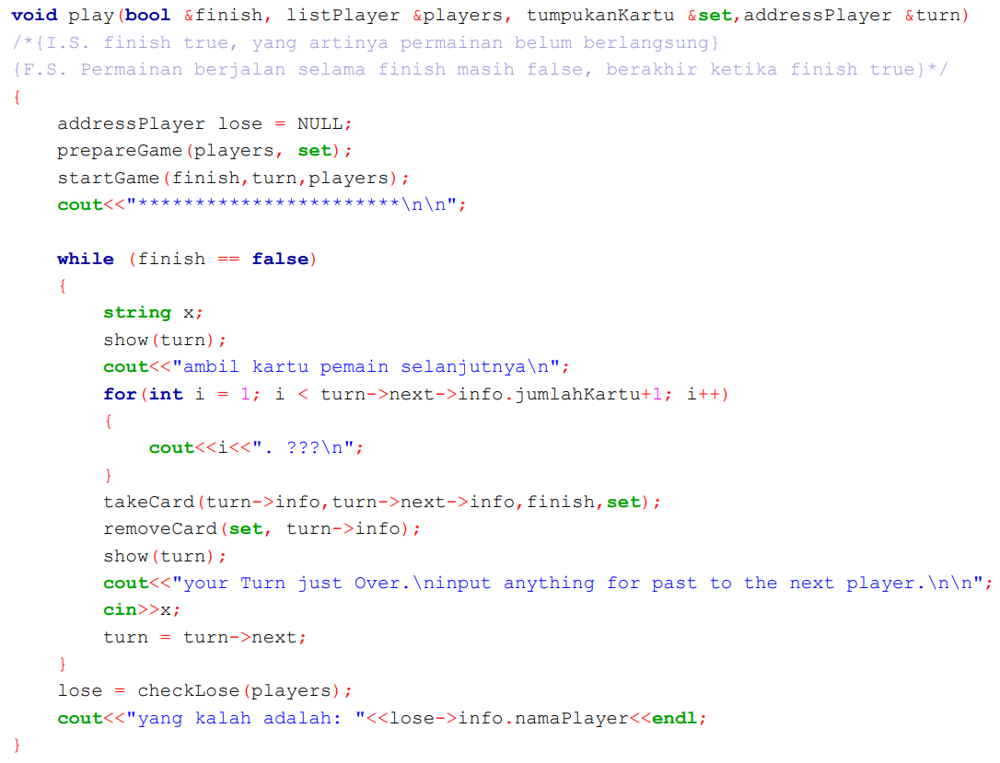 void play(bool &finish, listPlayer &players, tumpukanKartu &set,addressPlayer &turn)
/*{I.S. finish true, yang artinya permainan belum berlangsung}
{F.S. Permainan berjalan selama finish masih false, berakhir ketika finish true}*/
{
    addressPlayer lose = NULL;
    prepareGame(players, set);
    startGame(finish,turn,players);
    cout<<"***********************\n\n";

    while (finish == false)
    {
        string x;
        show(turn);
        cout<<"ambil kartu pemain selanjutnya\n";
        for(int i = 1; i < turn->next->info.jumlahKartu+1; i++)
        {
            cout<<i<<". ???\n";
        }
        takeCard(turn->info,turn->next->info,finish,set);
        removeCard(set, turn->info);
        show(turn);
        cout<<"your Turn just Over.\ninput anything for past to the next player.\n\n";
        cin>>x;
        turn = turn->next;
    }
    lose = checkLose(players);
    cout<<"yang kalah adalah: "<<lose->info.namaPlayer<<endl;
}